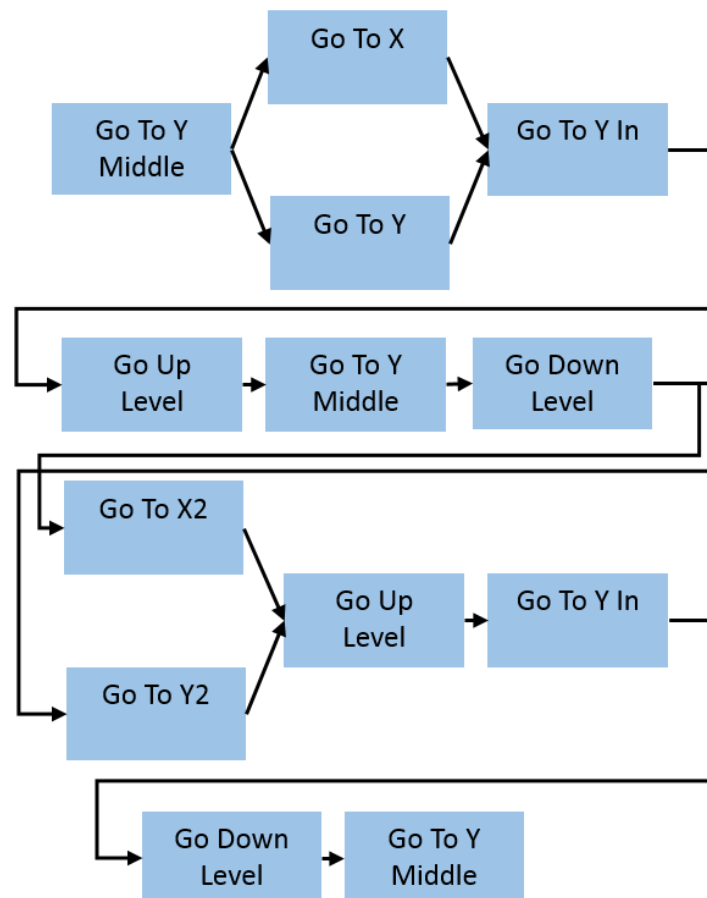 Go To X
Go To Y
Middle
Go To Y In
Go To Y
Go Up
Level
Go To Y
Middle
Go Down
Level
Go To X2
Go Up
Level
Go To Y In
Go To Y2
Go Down
Level
Go To Y
Middle